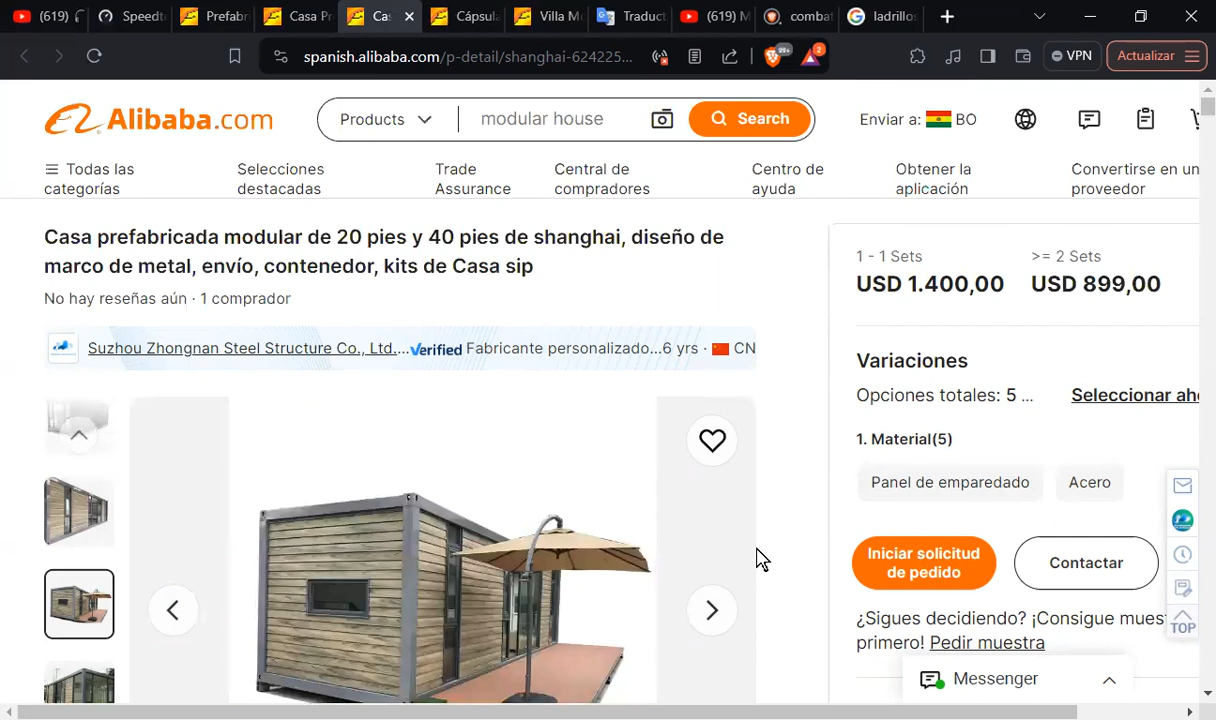 (619)
Speedt
Prefabr
Casa Pr
Cas
Cápsula
Villa Mo
Traduct
(619) M
comba
ladrillos
spanish.alibaba.com/p-detail/shanghai-624225...
99+
2
VPN
Actualizar
Alibaba.com
Products
modular house
Search
Enviar a: BO
Todas las categorías
Selecciones destacadas
Trade Assurance
Central de compradores
Centro de ayuda
Obtener la aplicación
Convertirse en un proveedor
Casa prefabricada modular de 20 pies y 40 pies de shanghai, diseño de
marco de metal, envío, contenedor, kits de Casa sip
No hay reseñas aún · 1 comprador
Suzhou Zhongnan Steel Structure Co., Ltd.... Verified Fabricante personalizado...6 yrs · CN
1 - 1 Sets
USD 1.400,00
>= 2 Sets
USD 899,00
Variaciones
Opciones totales: 5 ...
Seleccionar aho
1. Material(5)
Panel de emparedado
Acero
Iniciar solicitud
de pedido
Contactar
¿Sigues decidiendo? ¡Consigue mues
primero! Pedir muestra
TOP
Messenger